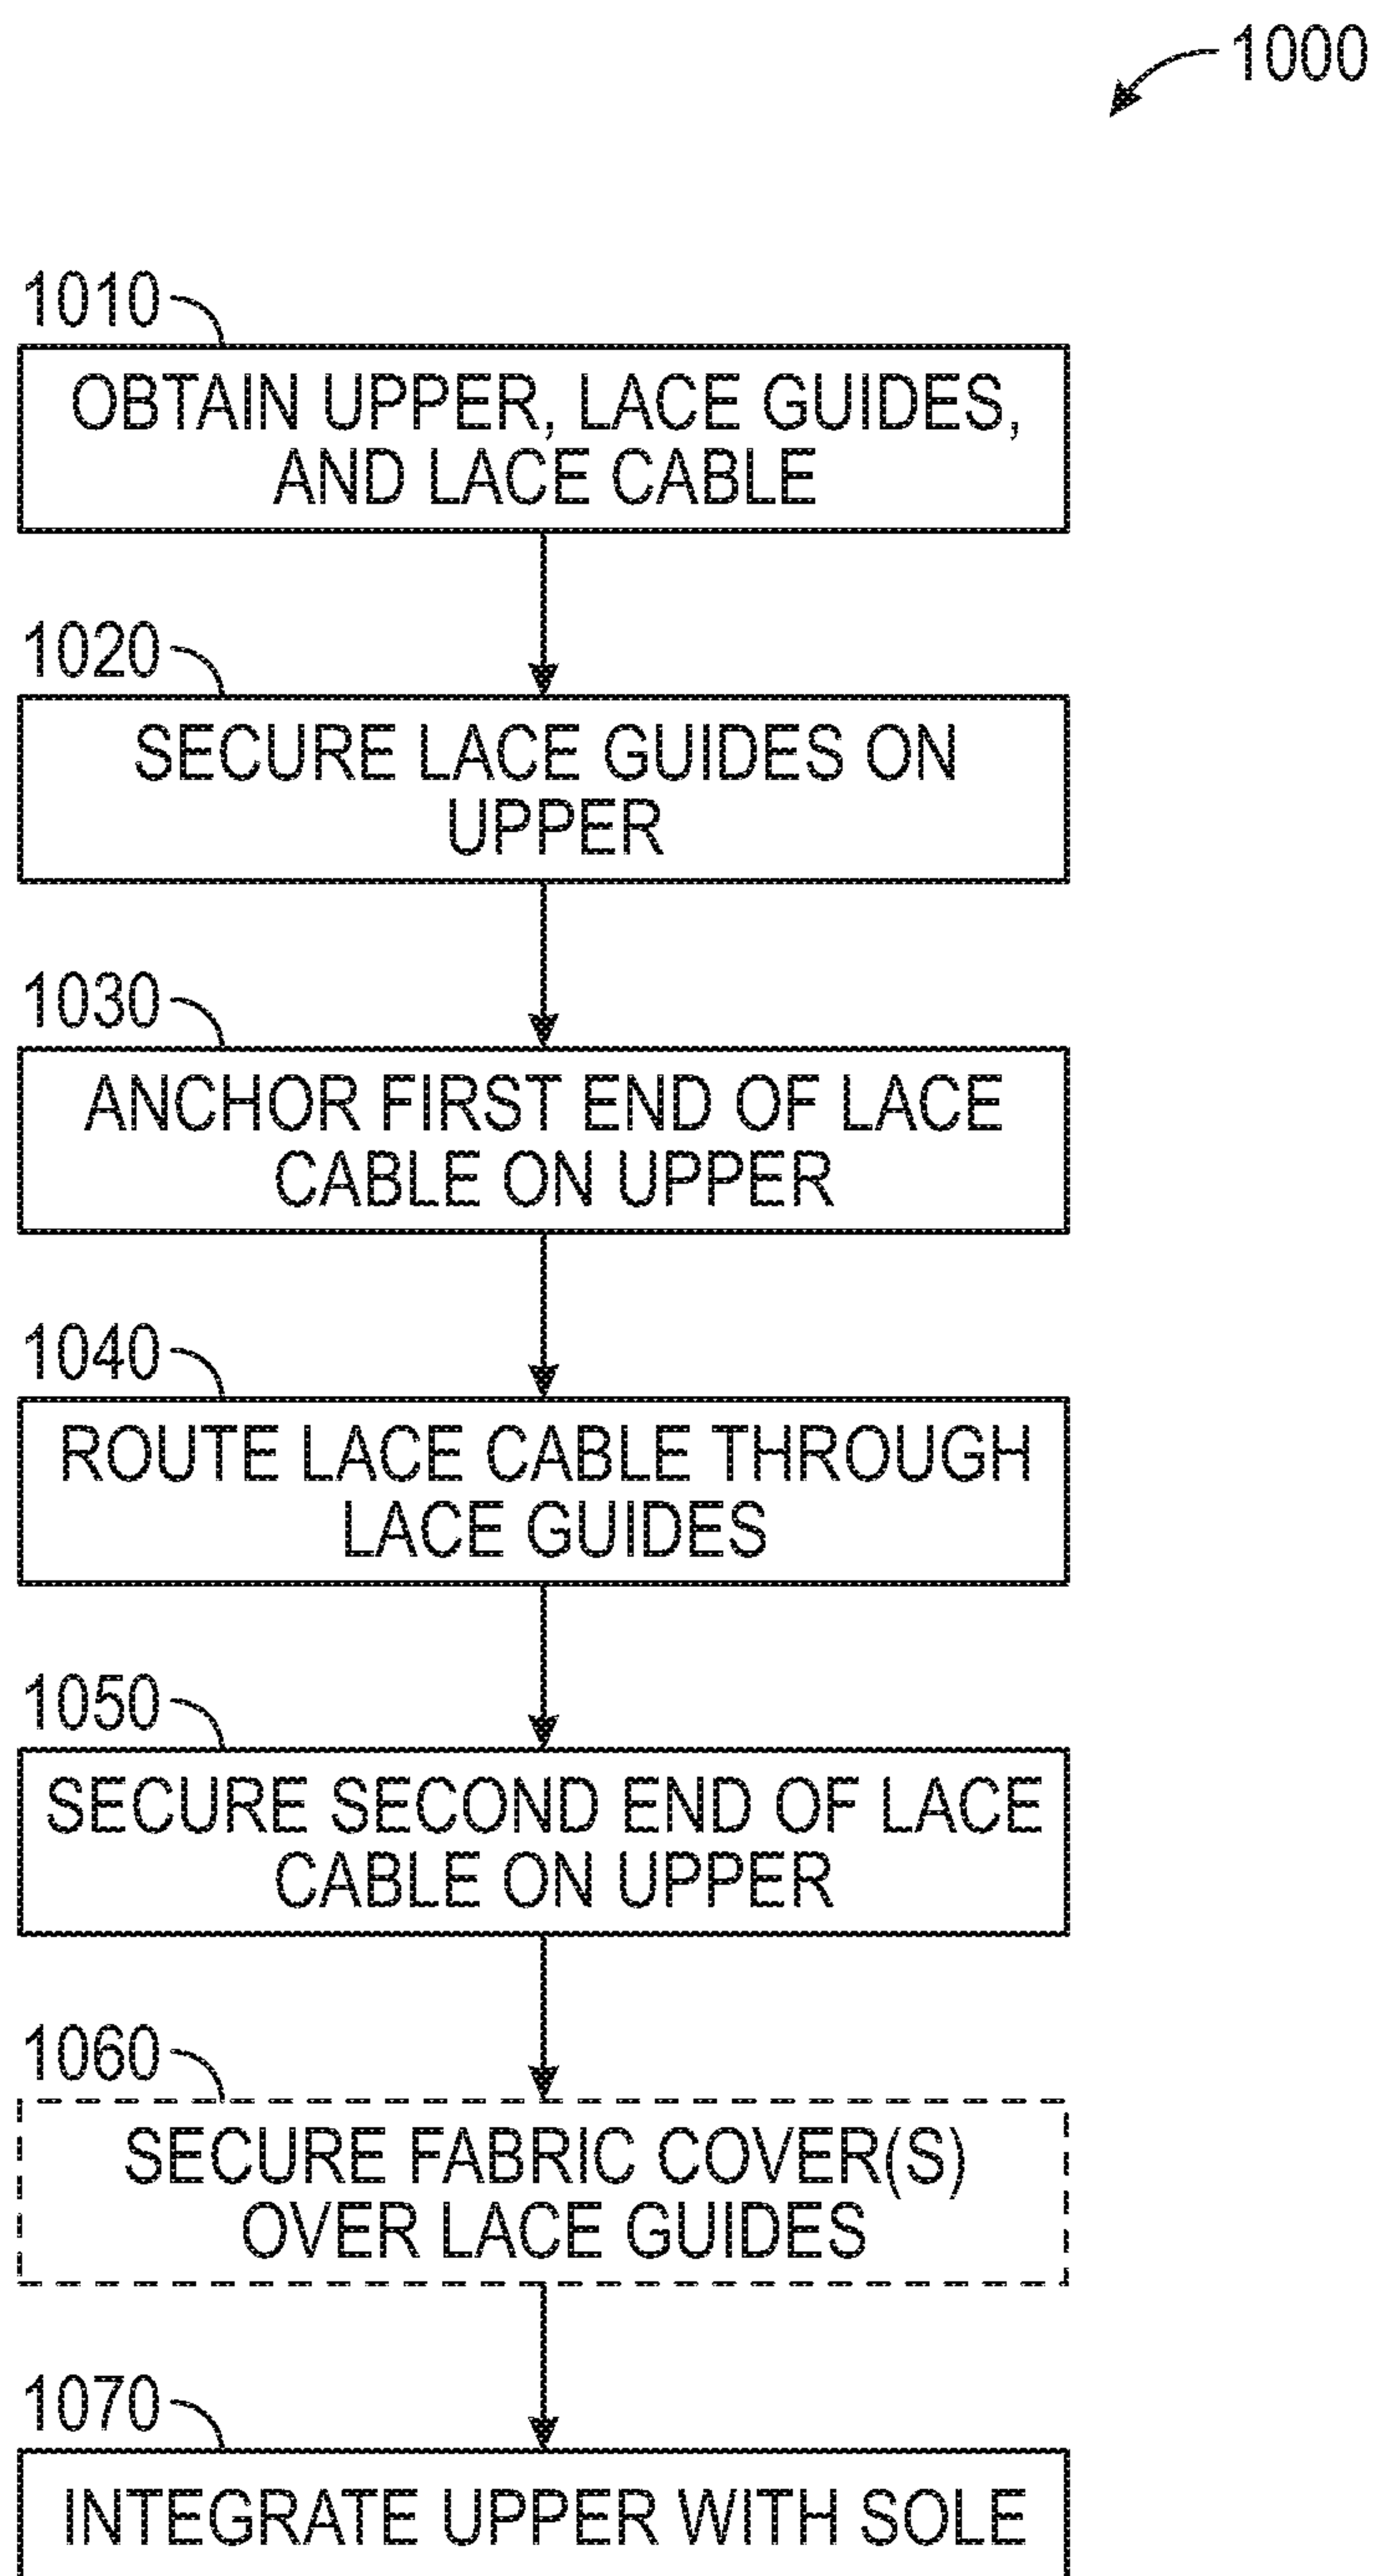 1000
1010
OBTAIN UPPER, LACE GUIDES,
AND LACE CABLE
1020
SECURE LACE GUIDES ON
UPPER
1030
ANCHOR FIRST END OF LACE
CABLE ON UPPER
1040
ROUTE LACE CABLE THROUGH
LACE GUIDES
1050
SECURE SECOND END OF LACE
CABLE ON UPPER
1060
SECURE FABRIC COVER(S)
OVER LACE GUIDES
1070
INTEGRATE UPPER WITH SOLE